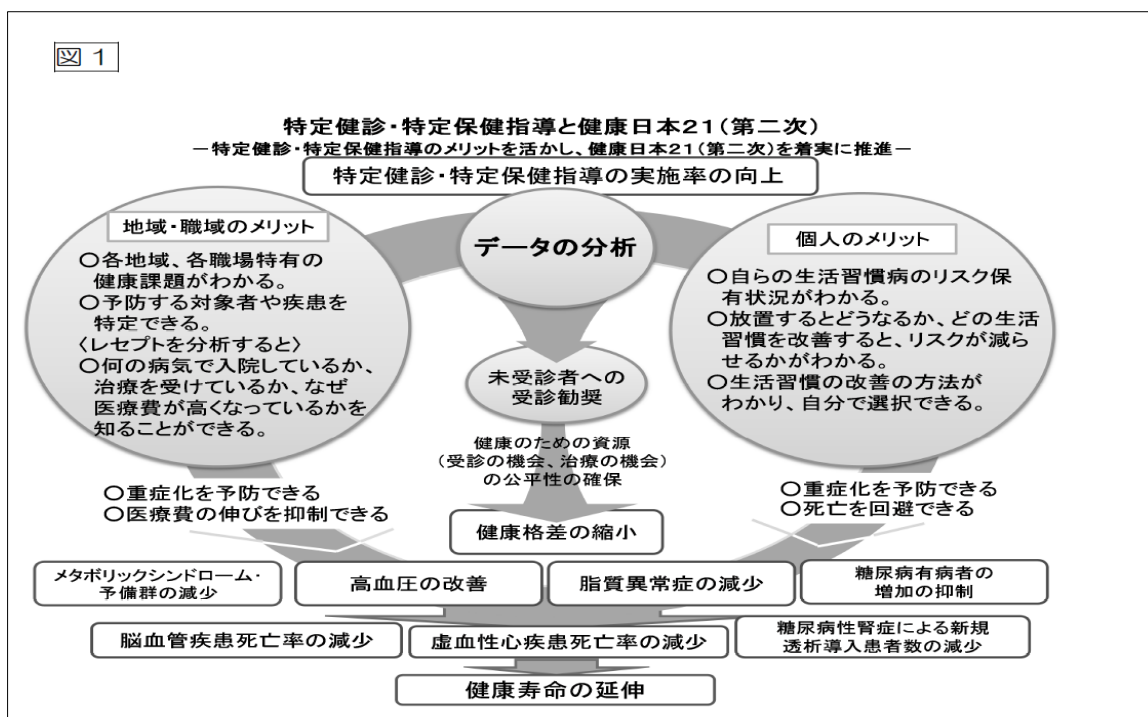 図１
特定健診・特定保健指導と健康日本２１（第二次）
－特定健診・特定保健指導のメリットを活かし、健康日本２１（第二次）を着実に推進－
特定健診・特定保健指導の実施率の向上
地域・職域のメリット
○各地域、各職場特有の
健康課題がわかる。
○予防する対象者や疾患を
特定できる。
〈レセプトを分析すると〉
○何の病気で入院しているか、
治療を受けているか、なぜ
医療費が高くなっているかを
知ることができる。
○重症化を予防できる
○医療費の伸びを抑制できる
データの分析
未受診者への
受診勧奨
健康のための資源
（受診の機会、治療の機会）
の公平性の確保
健康格差の縮小
個人のメリット
○自らの生活習慣病のリスク保
有状況がわかる。
○放置するとどうなるか、どの生活
習慣を改善すると、リスクが減ら
せるかがわかる。
○生活習慣の改善の方法が
わかり、自分で選択できる。
○重症化を予防できる
○死亡を回避できる
メタボリックシンドローム・
予備群の減少
高血圧の改善
脂質異常症の減少
糖尿病有病者の
増加の抑制
脳血管疾患死亡率の減少
虚血性心疾患死亡率の減少
糖尿病性腎症による新規
透析導入患者数の減少
健康寿命の延伸